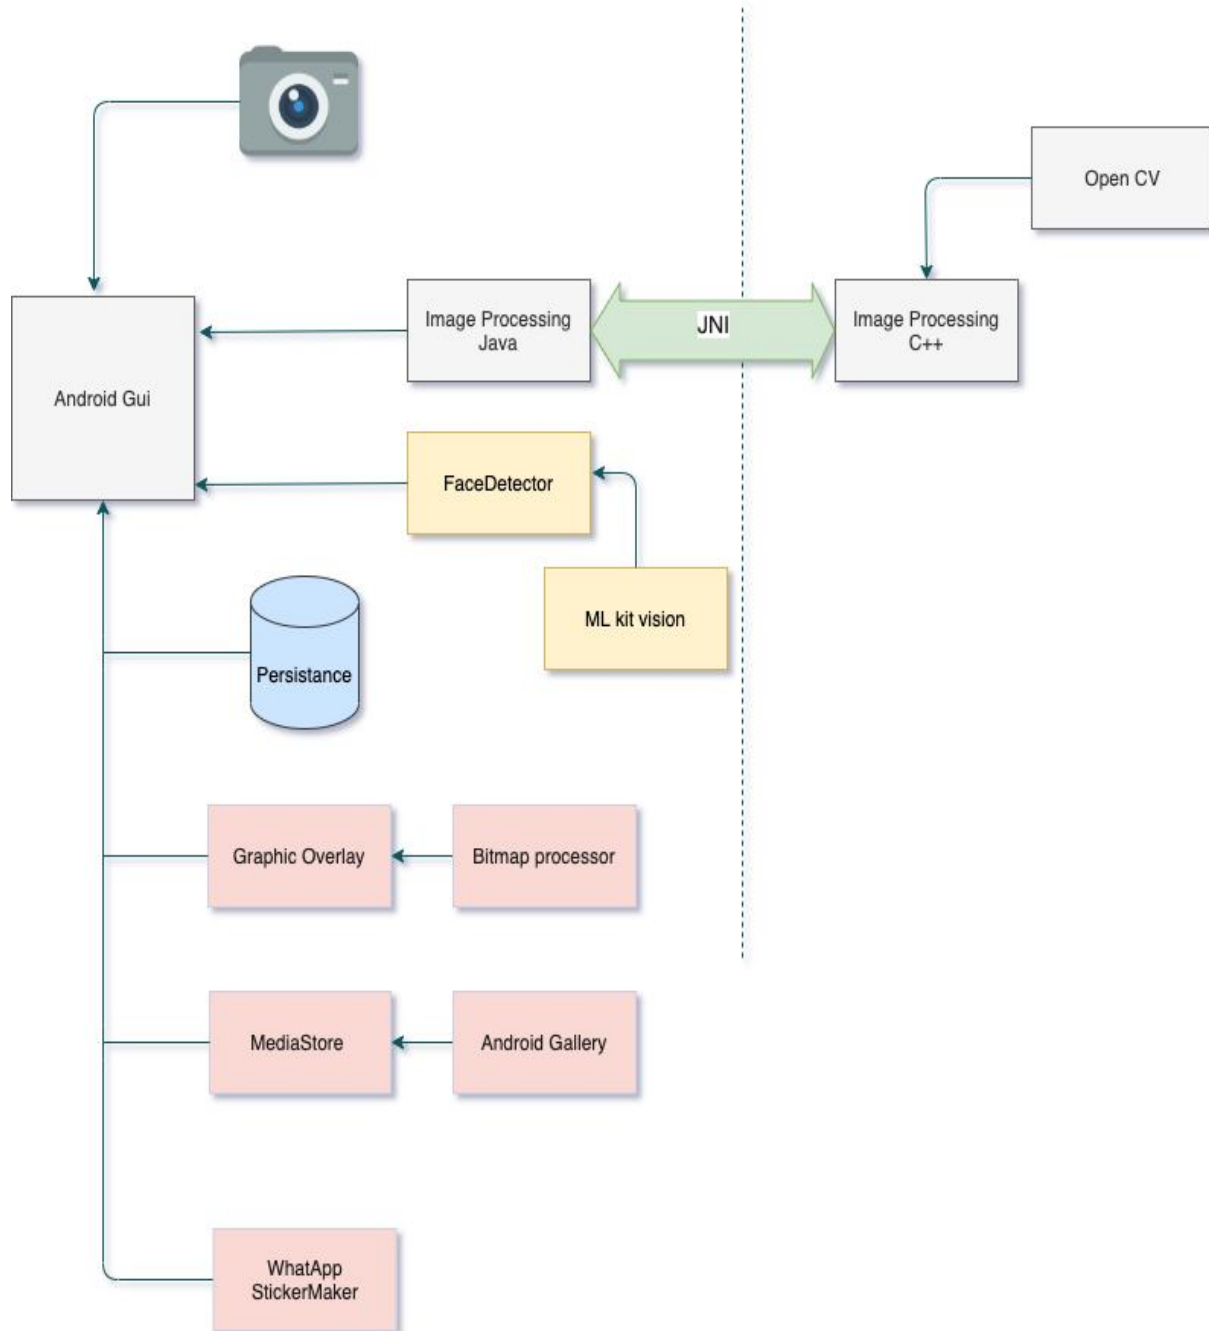 Open CV
Image Processing
Java
JNI
Image Processing
C++
Android Gui
FaceDetector
ML kit vision
Persistance
Graphic Overlay
Bitmap processor
MediaStore
Android Gallery
WhatApp
StickerMaker